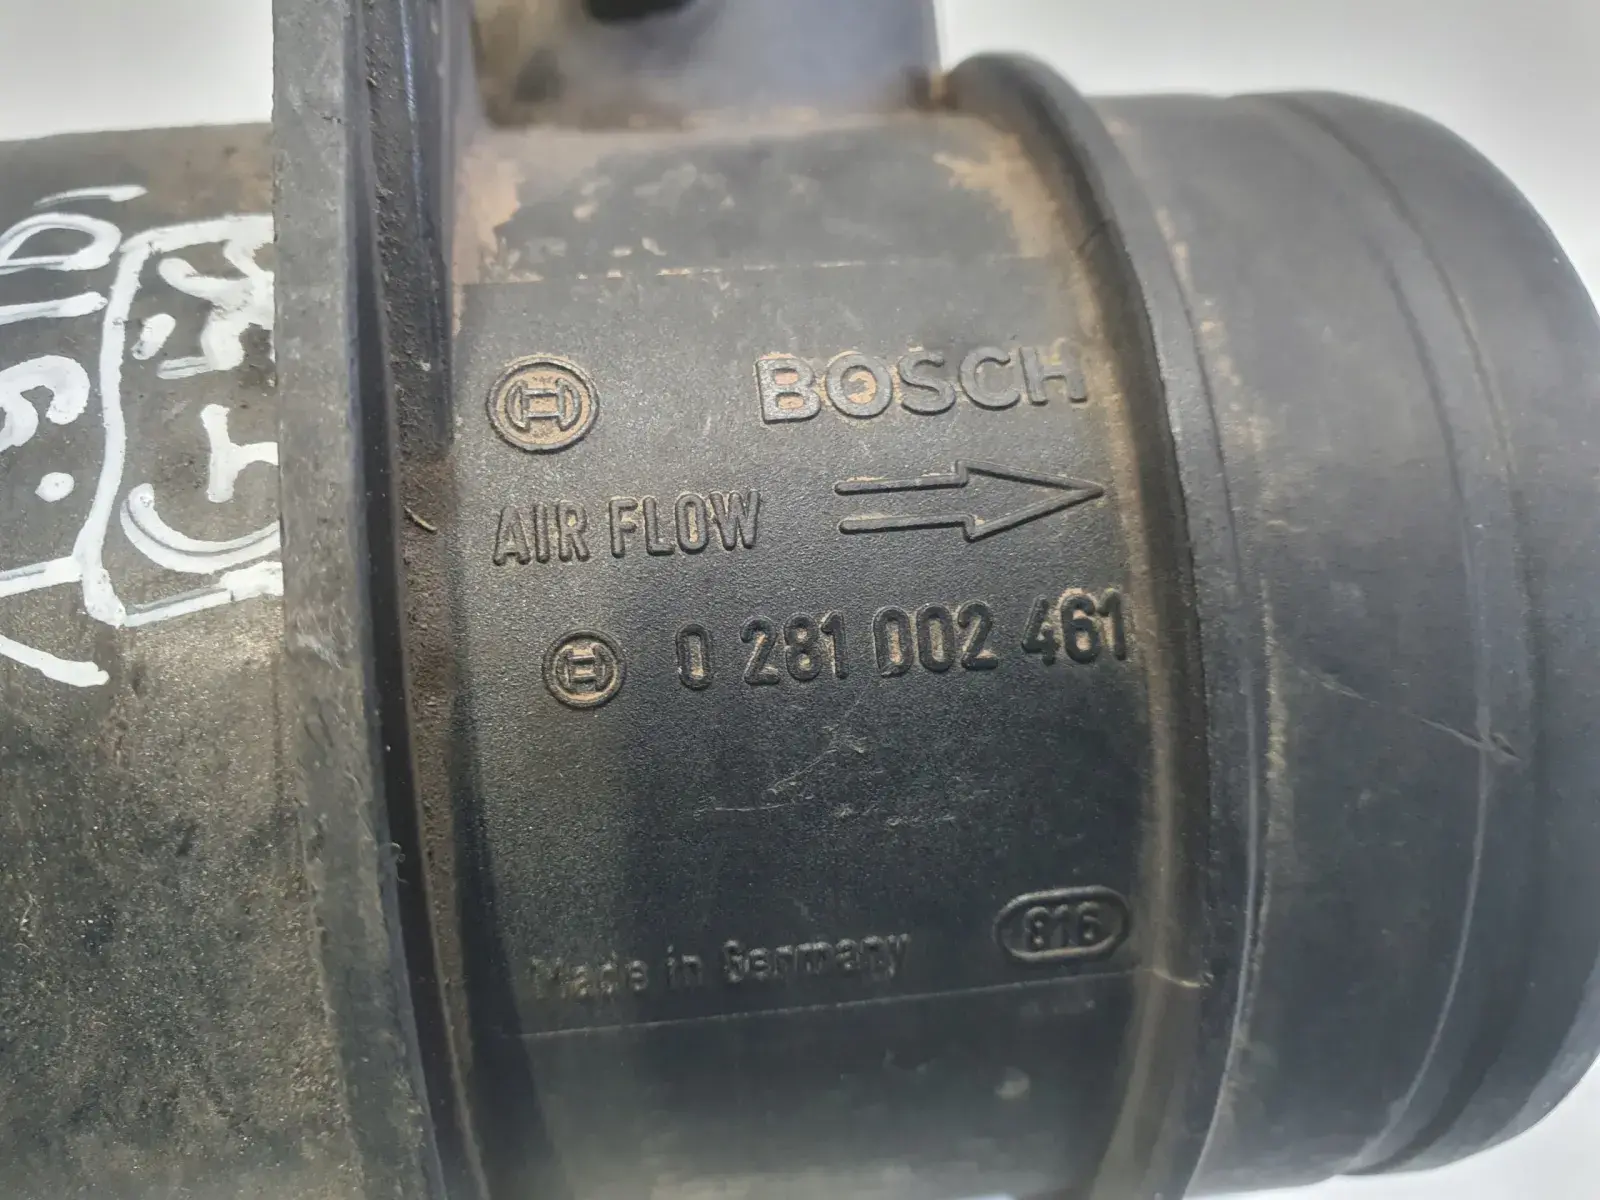 BOSCH
AIR FLOW
0 281 002 461
Made in Germany
816